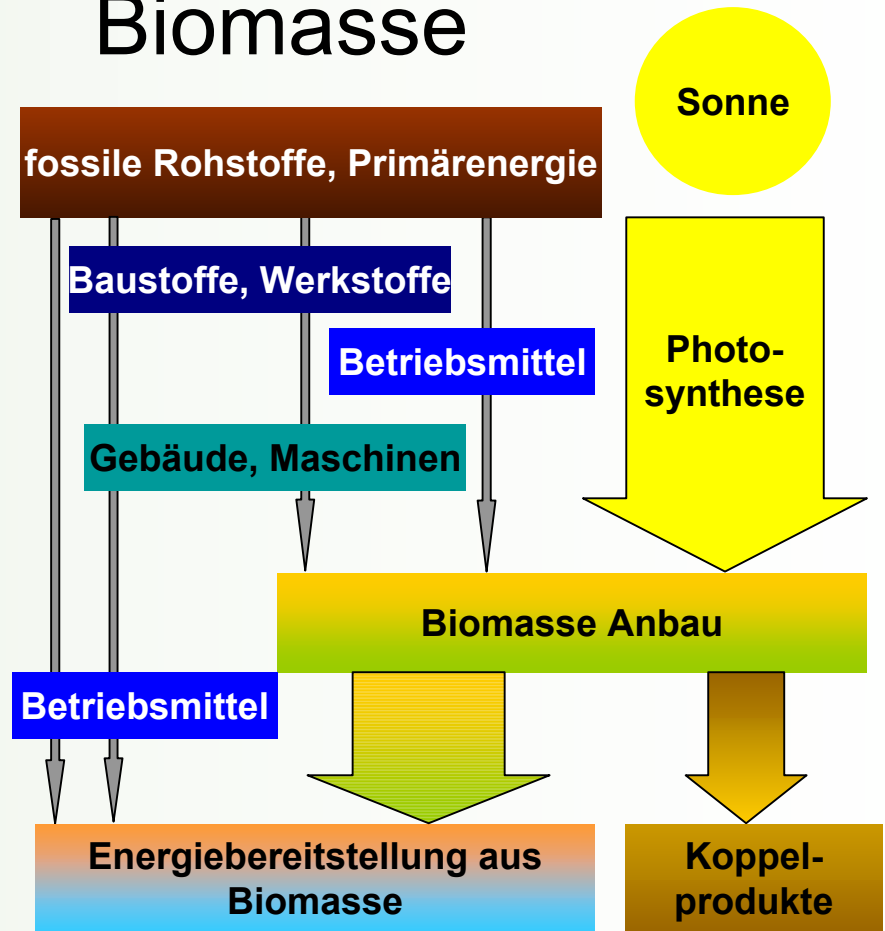 Biomasse
Sonne
fossile Rohstoffe, Primärenergie
Baustoffe, Werkstoffe
Betriebsmittel
Photo-
synthese
Gebäude, Maschinen
Biomasse Anbau
Betriebsmittel
Energiebereitstellung aus
Biomasse
Koppel-
produkte